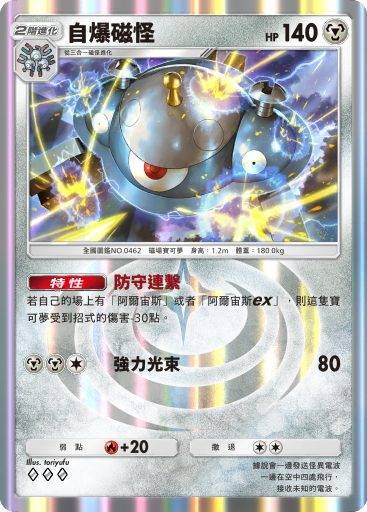 2階進化
自爆磁怪
HP 140
從三合一磁怪進化
全國圖鑑NO.0462 磁場寶可夢 身高:1.2m 體重:180.0kg
特性 防守連繫
若自己的場上有「阿爾宙斯」或者「阿爾宙斯ex」,則這隻寶
可夢受到招式的傷害-30點。
強力光束 80
弱點 +20 撤退
Illus. toriyufu
據說會一邊發送怪異電波
一邊在空中四處飛行,
接收未知的電波。